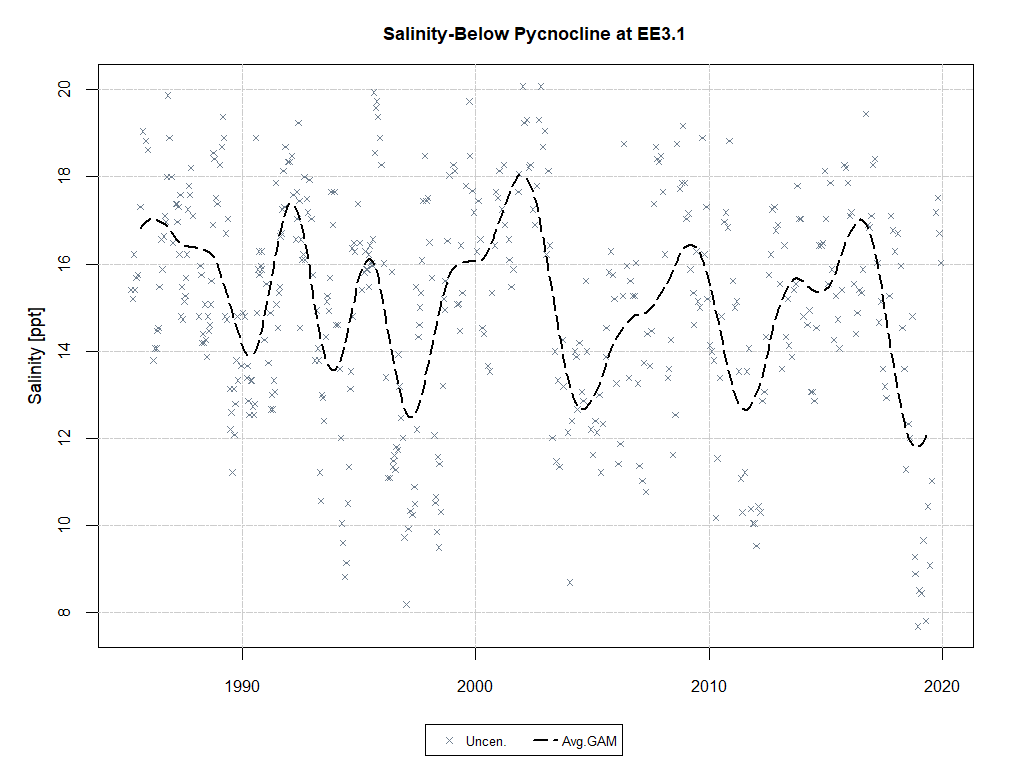 Salinity-Below Pycnocline at EE3.1
Salinity [ppt]
20
18
16
14
12
10
8
1990
2000
2010
2020
Uncen.
Avg.GAM